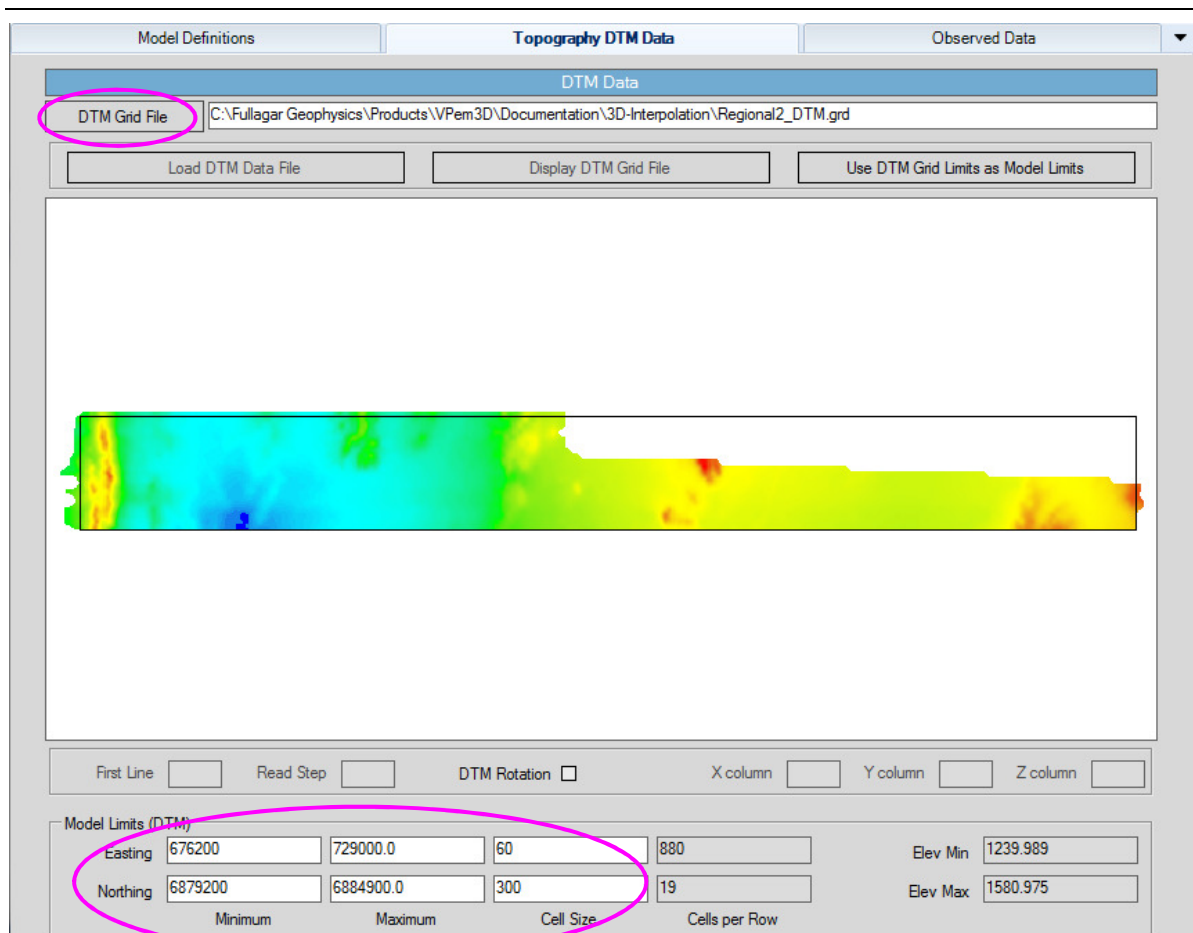 Model Definitions Topography DTM Data Observed Data
DTM Data
DTM Grid File C:\Fullagar Geophysics\Products\VPem3D\Documentation\3D-Interpolation\Regional2_DTM.grd
Load DTM Data File Display DTM Grid File Use DTM Grid Limits as Model Limits
First Line Read Step DTM Rotation X column Y column Z column
Model Limits (DTM)
Easting 676200 729000.0 60 880 Elev Min 1239.989
Northing 6879200 6884900.0 300 19 Elev Max 1580.975
Minimum Maximum Cell Size Cells per Row